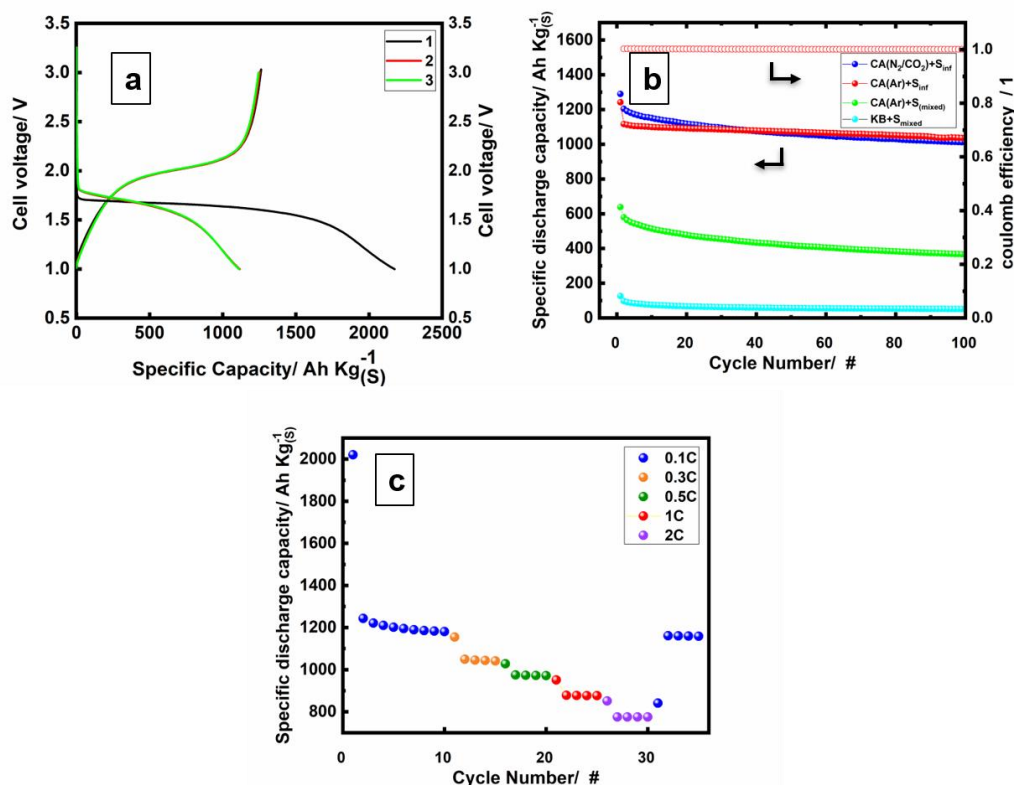 a
1
2
3
3.5
3.0
2.5
2.0
1.5
1.0
0.5
3.5
3.0
2.5
2.0
1.5
1.0
0.5
Cell voltage/ V
Cell voltage/ V
0 500 1000 1500 2000 2500
Specific Capacity/ Ah Kg⁻¹(S)
b
CA(N₂/CO₂)+Sinf
CA(Ar)+Sinf
CA(Ar)+S(mixed)
KB+Smixed
1600
1400
1200
1000
800
600
400
200
0
1.0
0.8
0.6
0.4
0.2
0.0
Specific discharge capacity/ Ah Kg⁻¹(S)
coulomb efficiency / 1
0 20 40 60 80 100
Cycle Number/ #
c
0.1C
0.3C
0.5C
1C
2C
2000
1800
1600
1400
1200
1000
800
Specific discharge capacity/ Ah Kg⁻¹(S)
0 10 20 30
Cycle Number/ #